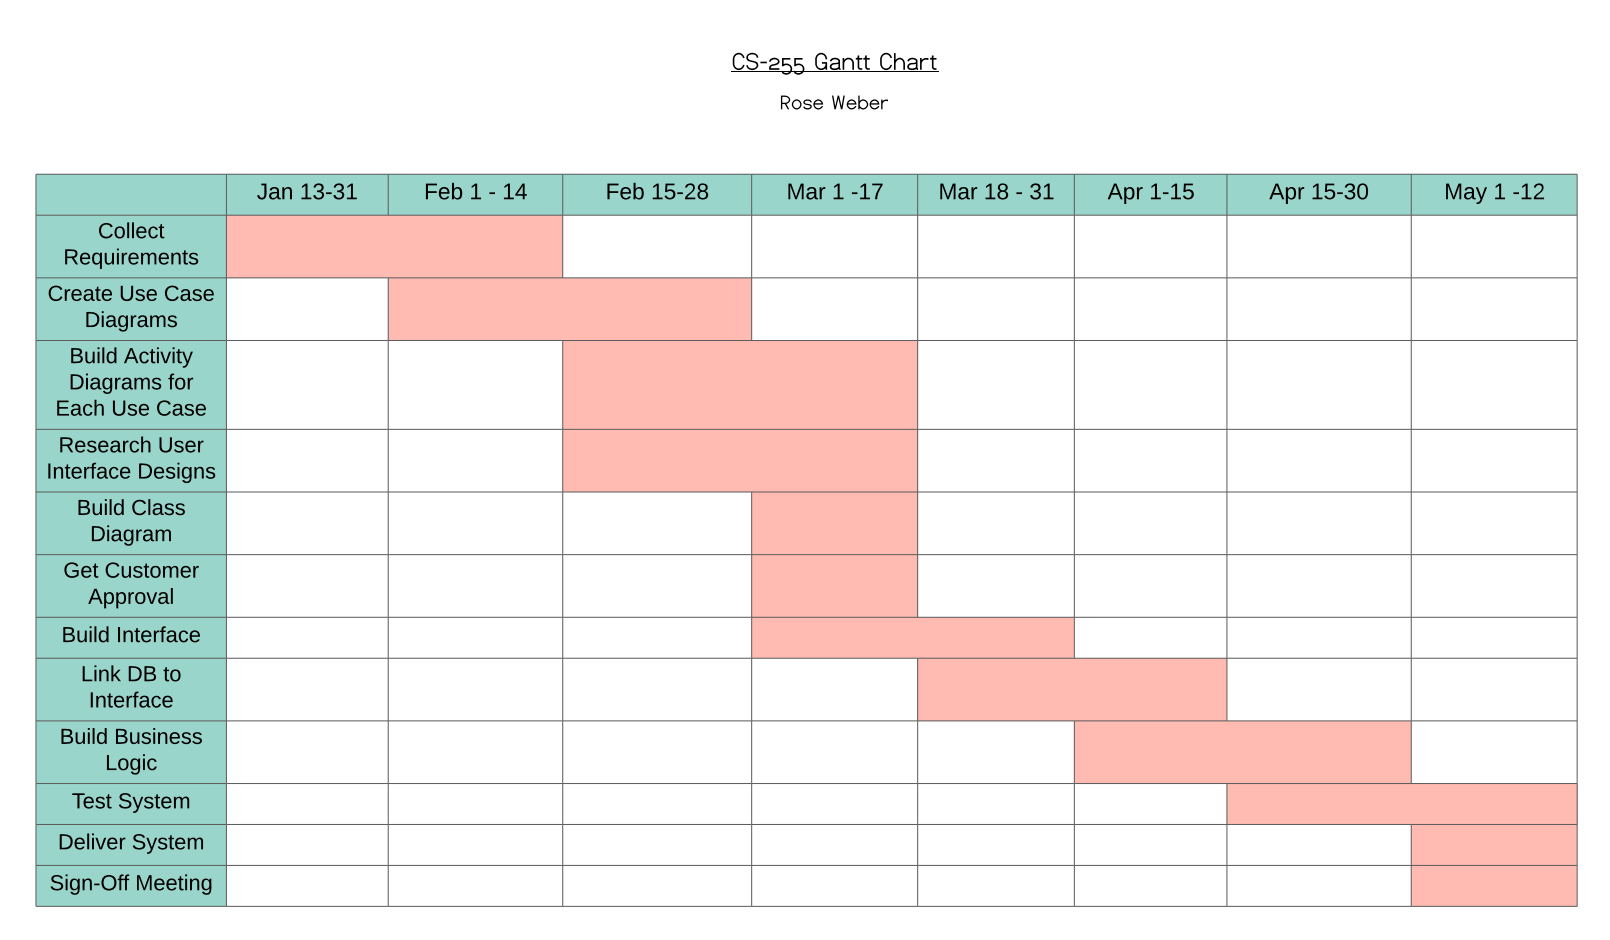 CS-255 Gantt Chart
Rose Weber
Jan 13-31 Feb 1 - 14 Feb 15-28 Mar 1 -17 Mar 18 - 31 Apr 1-15 Apr 15-30 May 1 -12
Collect
Requirements
Create Use Case
Diagrams
Build Activity
Diagrams for
Each Use Case
Research User
Interface Designs
Build Class
Diagram
Get Customer
Approval
Build Interface
Link DB to
Interface
Build Business
Logic
Test System
Deliver System
Sign-Off Meeting